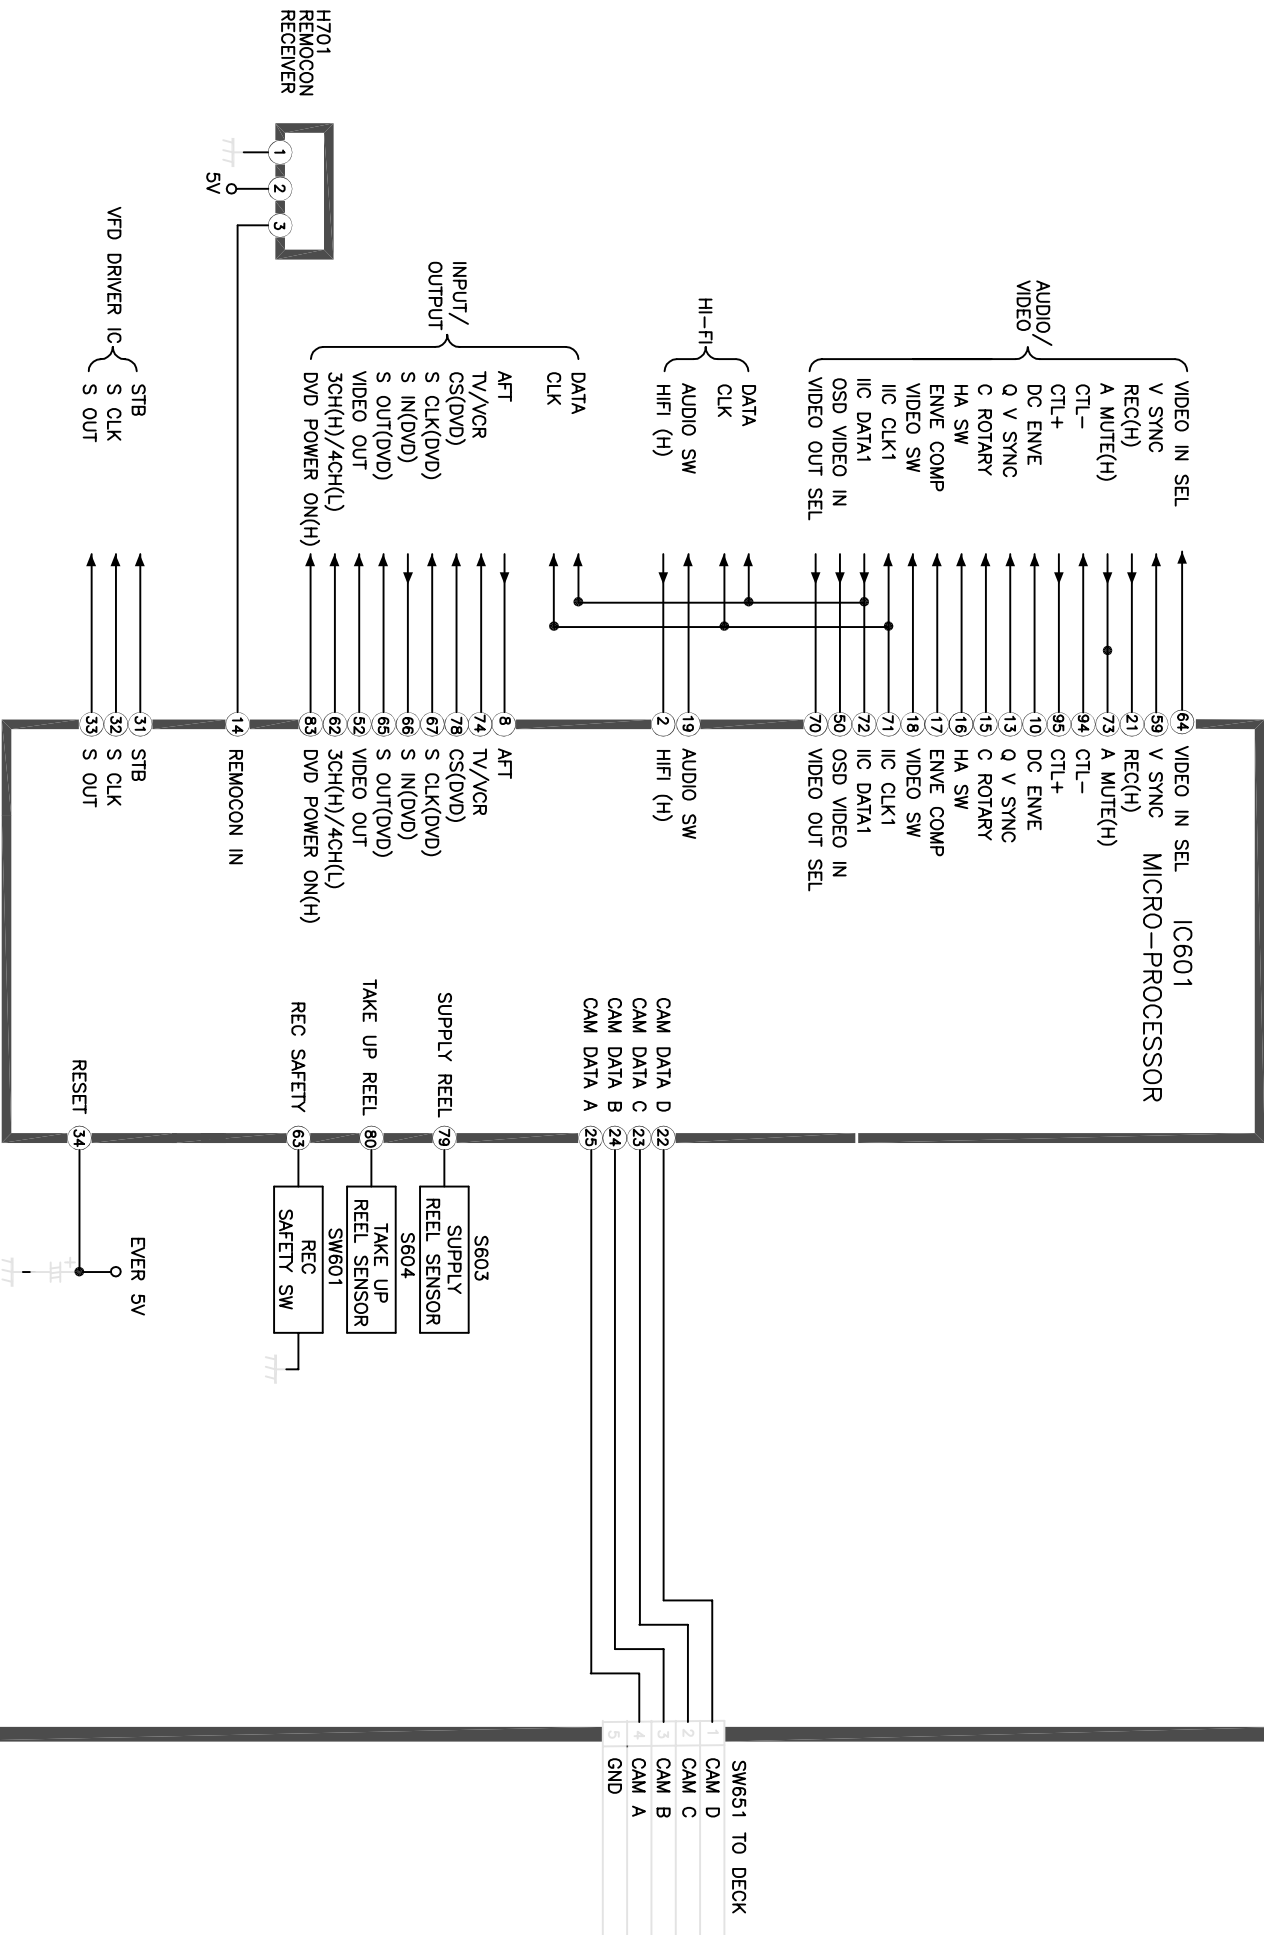 AUDIO/
VIDEO
VIDEO IN SEL
V SYNC
REC(H)
A MUTE(H)
CTL-
CTL+
DC ENVE
Q V SYNC
C ROTARY
HA SW
ENVE COMP
VIDEO SW
IIC CLK1
IIC DATA1
OSD VIDEO IN
VIDEO OUT SEL
HI-FI
DATA
CLK
AUDIO SW
HIFI (H)
INPUT/
OUTPUT
DATA
CLK
AFT
TV/VCR
CS(DVD)
S CLK(DVD)
S IN(DVD)
S OUT(DVD)
VIDEO OUT
3CH(H)/4CH(L)
DVD POWER ON(H)
H701
REMOCON
RECEIVER
1
2
3
5V
VFD DRIVER IC
STB
S CLK
S OUT
IC601
MICRO-PROCESSOR
64 VIDEO IN SEL
59 V SYNC
21 REC(H)
73 A MUTE(H)
94 CTL-
95 CTL+
10 DC ENVE
13 Q V SYNC
15 C ROTARY
16 HA SW
17 ENVE COMP
18 VIDEO SW
71 IIC CLK1
72 IIC DATA1
50 OSD VIDEO IN
70 VIDEO OUT SEL
19 AUDIO SW
2 HIFI (H)
8 AFT
74 TV/VCR
78 CS(DVD)
67 S CLK(DVD)
66 S IN(DVD)
65 S OUT(DVD)
52 VIDEO OUT
62 3CH(H)/4CH(L)
83 DVD POWER ON(H)
14 REMOCON IN
31 STB
32 S CLK
33 S OUT
CAM DATA D 22
CAM DATA C 23
CAM DATA B 24
CAM DATA A 25
SUPPLY REEL 79
TAKE UP REEL 80
REC SAFETY 63
RESET 34
S603
SUPPLY
REEL SENSOR
S604
TAKE UP
REEL SENSOR
SW601
REC
SAFETY SW
EVER 5V
+
SW651 TO DECK
1 CAM D
2 CAM C
3 CAM B
4 CAM A
5 GND